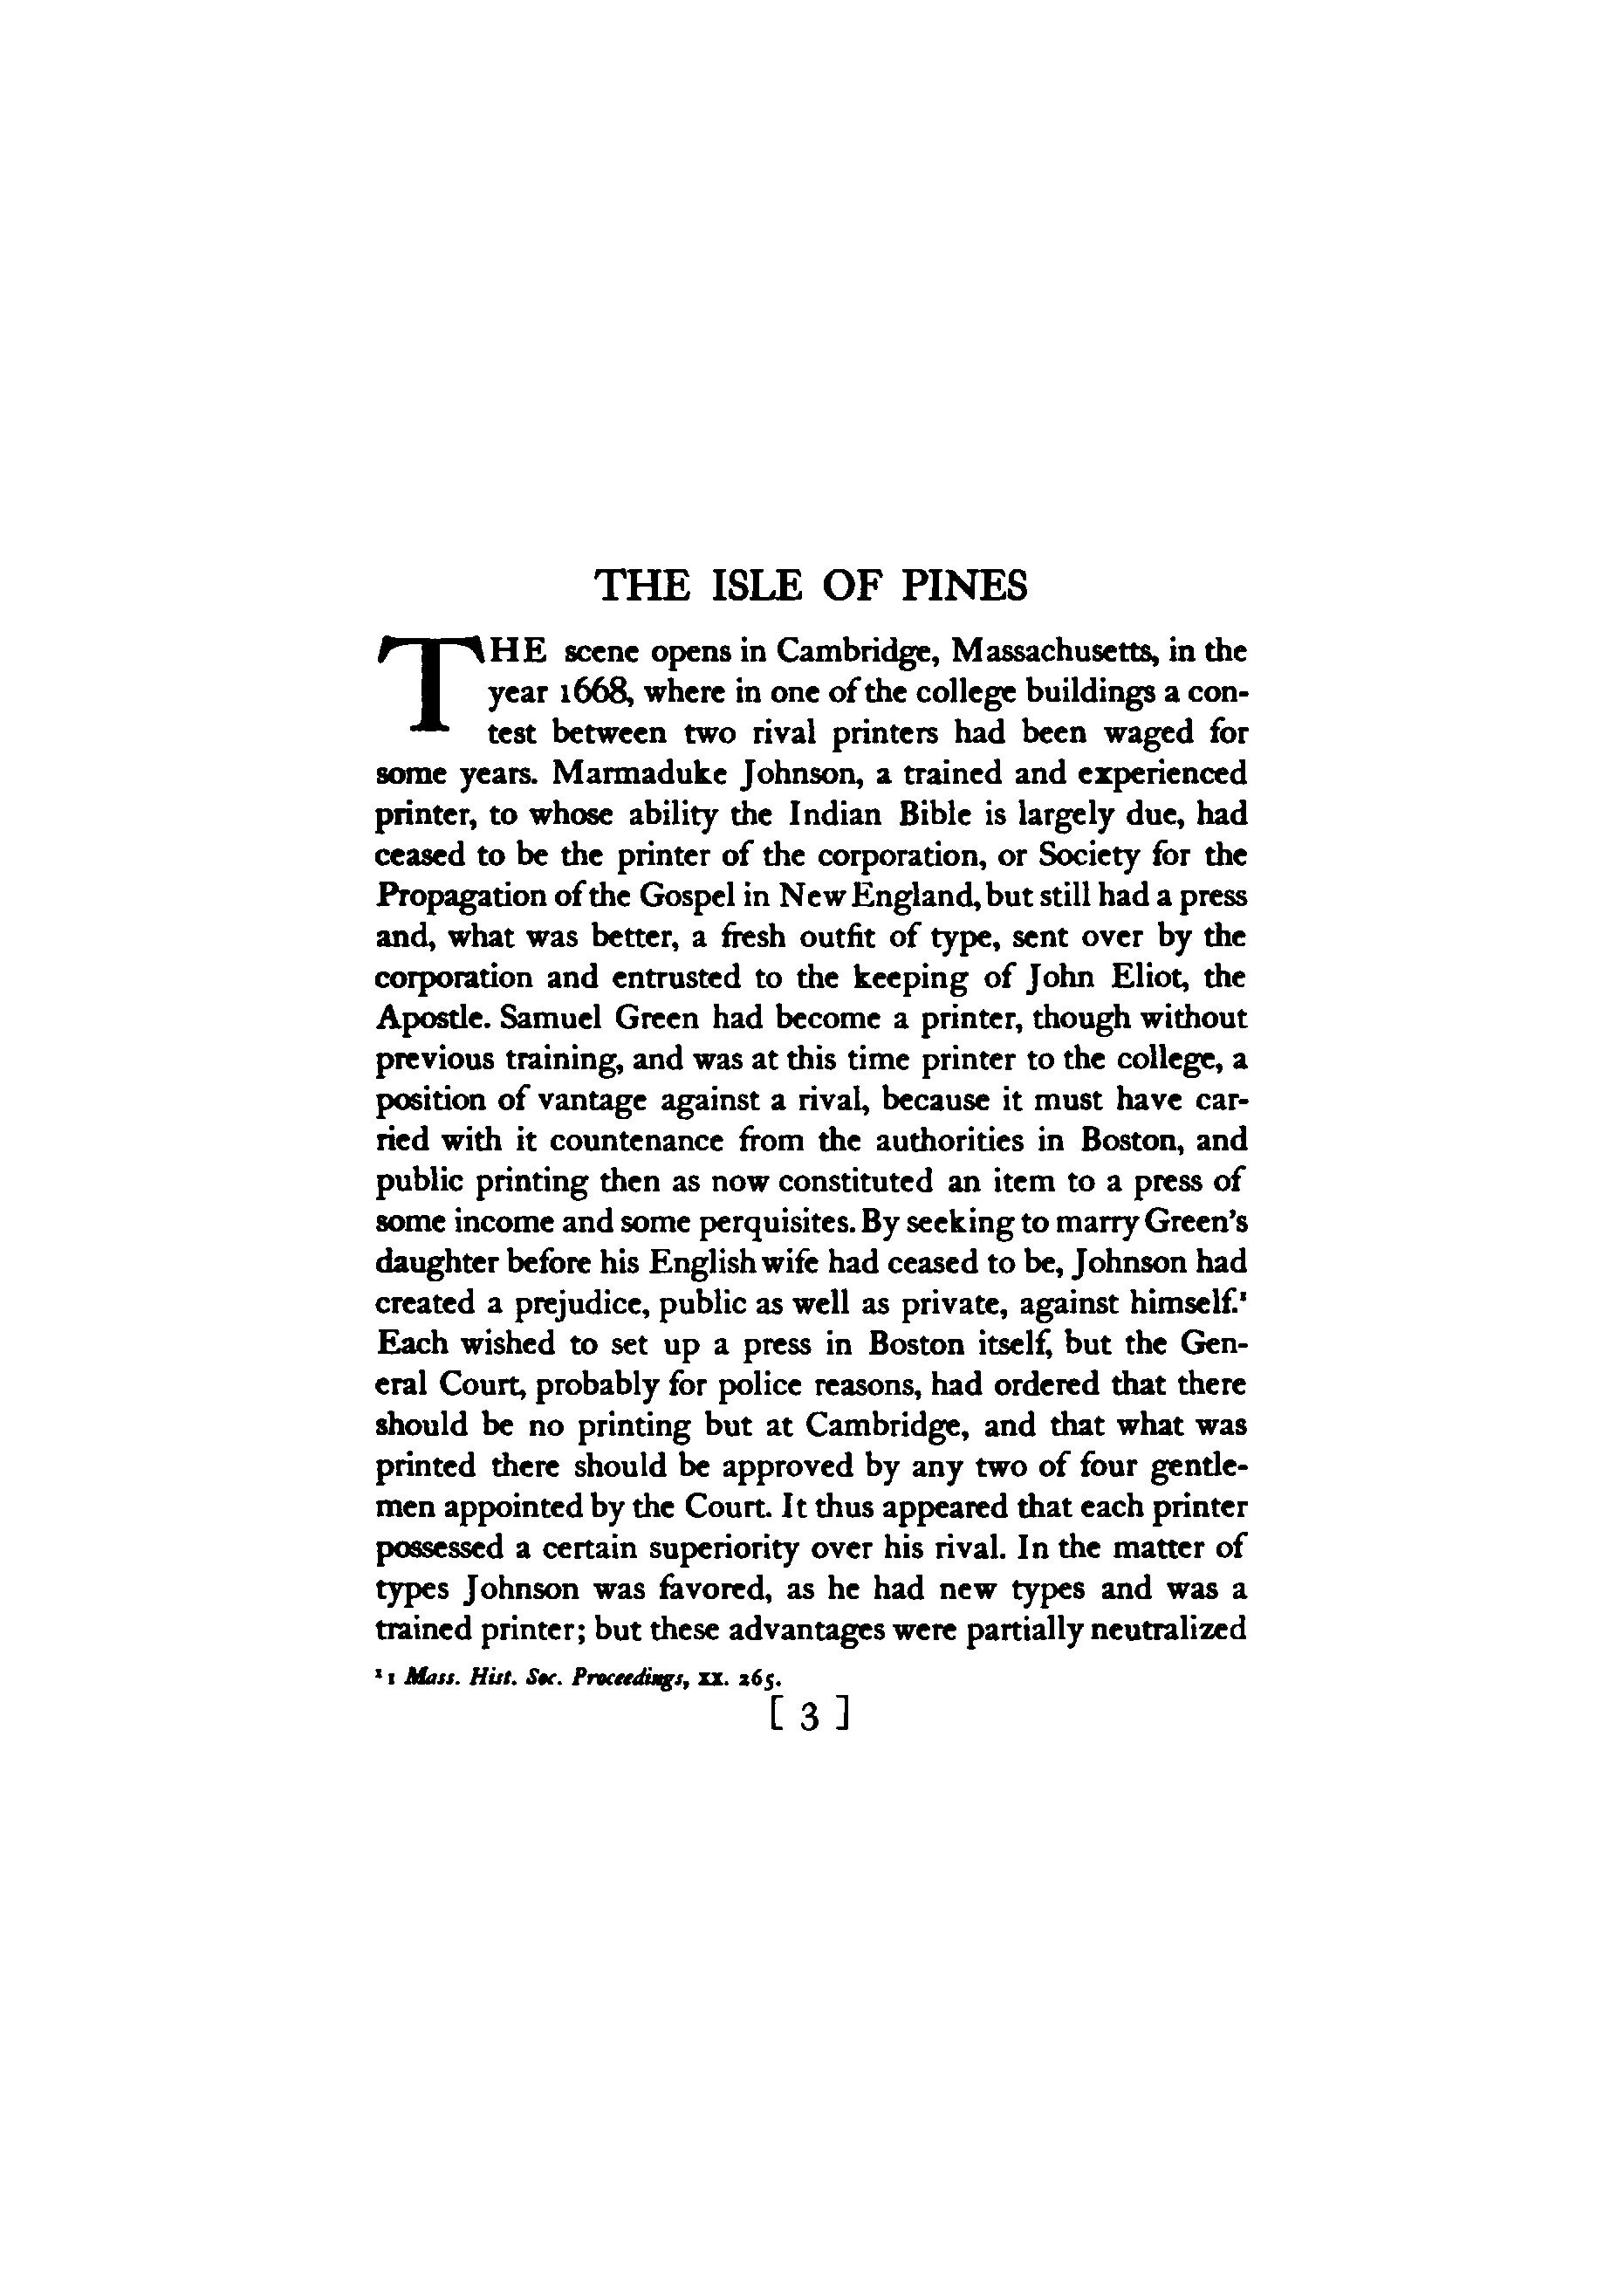 THE ISLE OF PINES
THE scene opens in Cambridge, Massachusetts, in the
year 1668, where in one of the college buildings a con-
test between two rival printers had been waged for
some years. Marmaduke Johnson, a trained and experienced
printer, to whose ability the Indian Bible is largely due, had
ceased to be the printer of the corporation, or Society for the
Propagation of the Gospel in New England, but still had a press
and, what was better, a fresh outfit of type, sent over by the
corporation and entrusted to the keeping of John Eliot, the
Apostle. Samuel Green had become a printer, though without
previous training, and was at this time printer to the college, a
position of vantage against a rival, because it must have car-
ried with it countenance from the authorities in Boston, and
public printing then as now constituted an item to a press of
some income and some perquisites. By seeking to marry Green's
daughter before his English wife had ceased to be, Johnson had
created a prejudice, public as well as private, against himself.¹
Each wished to set up a press in Boston itself, but the Gen-
eral Court, probably for police reasons, had ordered that there
should be no printing but at Cambridge, and that what was
printed there should be approved by any two of four gentle-
men appointed by the Court. It thus appeared that each printer
possessed a certain superiority over his rival. In the matter of
types Johnson was favored, as he had new types and was a
trained printer; but these advantages were partially neutralized
¹ 1 Mass. Hist. Soc. Proceedings, XX. 265.
[ 3 ]